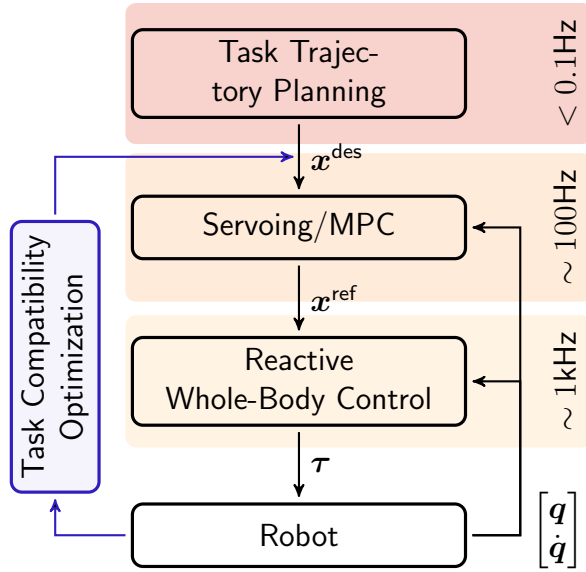 Task Trajec-
tory Planning
< 0.1Hz
x^des
Servoing/MPC
~ 100Hz
x^ref
Task Compatibility
Optimization
Reactive
Whole-Body Control
~ 1kHz
τ
Robot
[q
q̇]